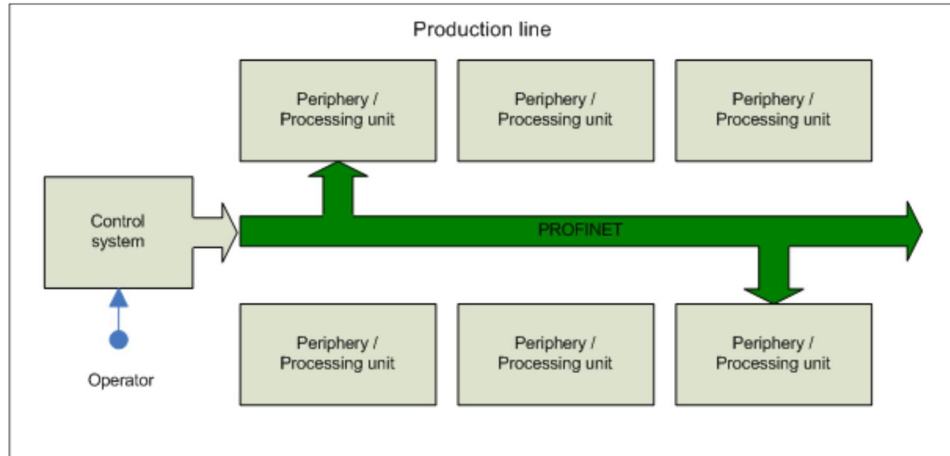 Production line
Periphery /
Processing unit
Periphery /
Processing unit
Periphery /
Processing unit
Control
system
PROFINET
Operator
Periphery /
Processing unit
Periphery /
Processing unit
Periphery /
Processing unit